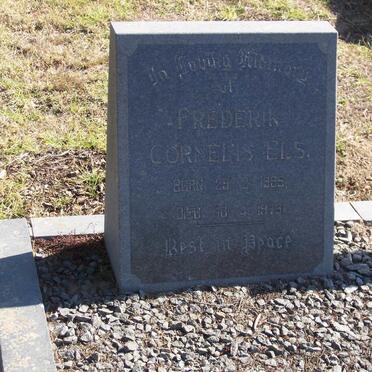 In Loving Memory
of
FREDERIK
CORNELIS ELS.
BORN
DIED
Rest in Peace